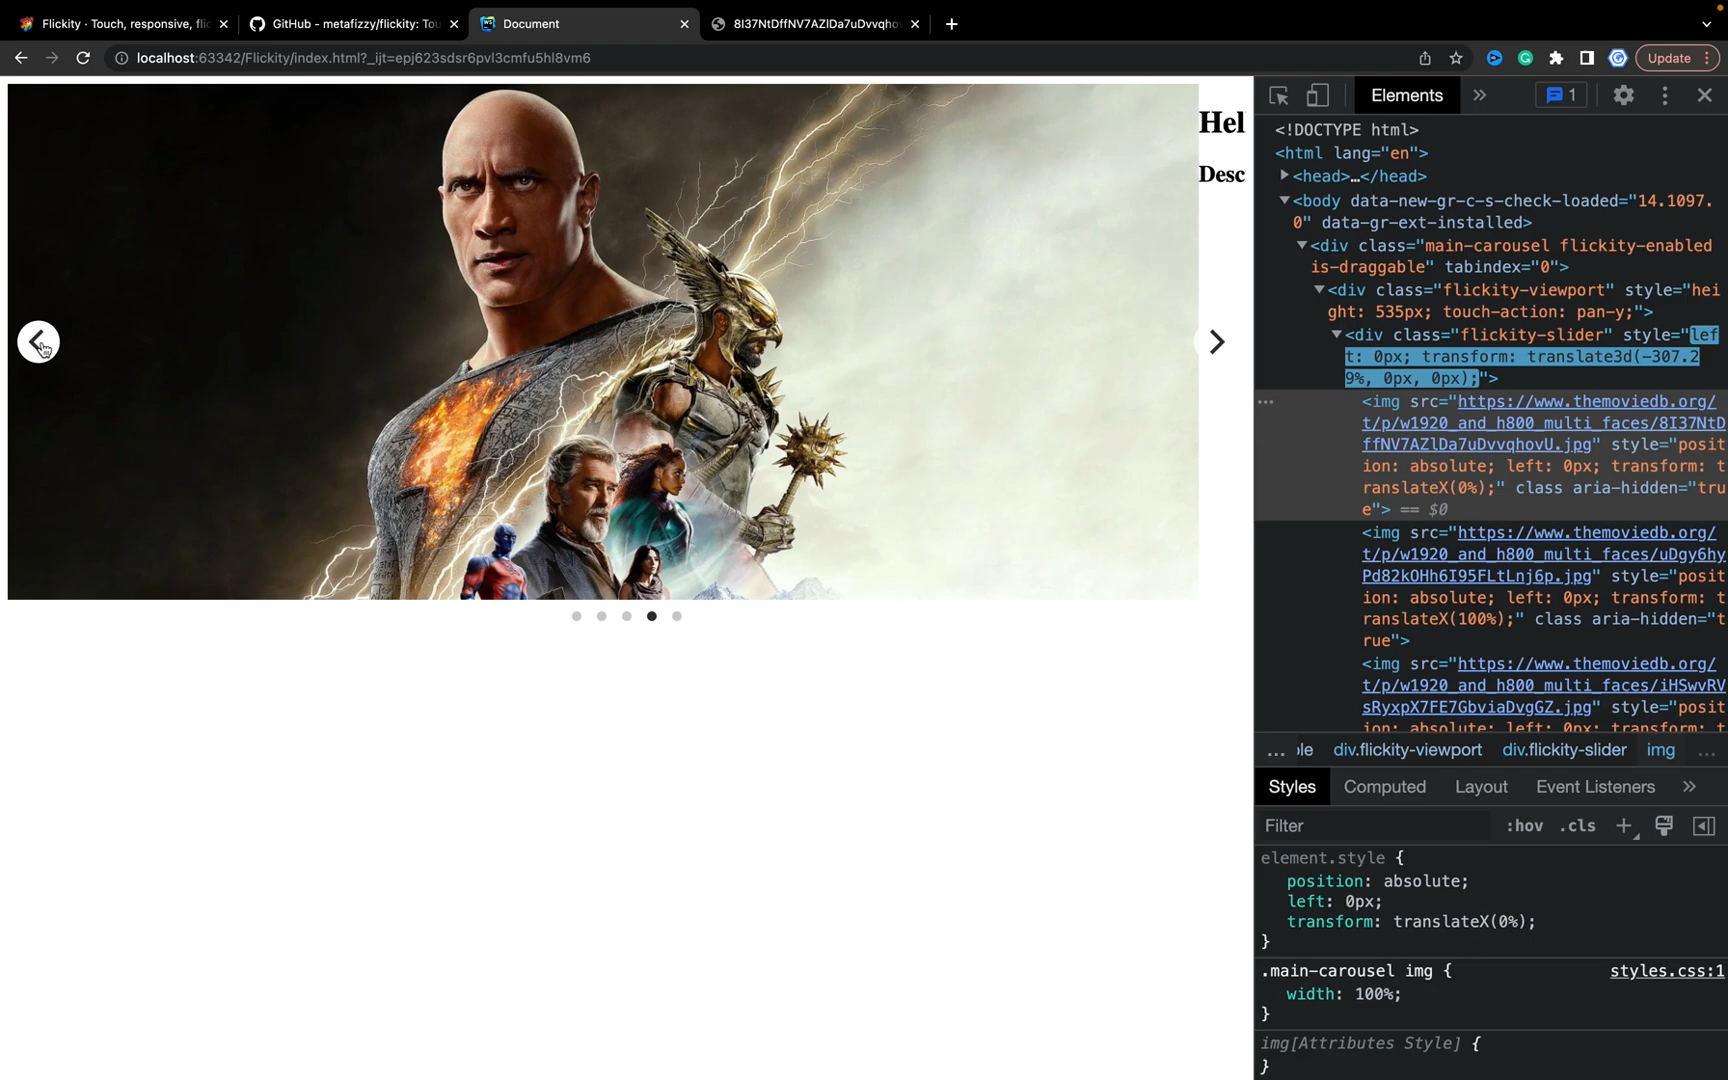 Flickity · Touch, responsive, flic
GitHub - metafizzy/flickity: Tou
Document
8I37NtDffNV7AZIDa7uDvvqhov
localhost:63342/Flickity/index.html?_ijt=epj623sdsr6pvl3cmfu5hl8vm6
Update
Hel
Desc
Elements
1
<!DOCTYPE html>
<html lang="en">
<head>…</head>
<body data-new-gr-c-s-check-loaded="14.1097.
0" data-gr-ext-installed>
<div class="main-carousel flickity-enabled
is-draggable" tabindex="0">
<div class="flickity-viewport" style="hei
ght: 535px; touch-action: pan-y;">
<div class="flickity-slider" style="lef
t: 0px; transform: translate3d(-307.2
9%, 0px, 0px);">
<img src="https://www.themoviedb.org/
t/p/w1920_and_h800_multi_faces/8I37NtD
ffNV7AZlDa7uDvvqhovU.jpg" style="posit
ion: absolute; left: 0px; transform: t
ranslateX(0%);" class aria-hidden="tru
e"> == $0
<img src="https://www.themoviedb.org/
t/p/w1920_and_h800_multi_faces/uDgy6hy
Pd82kOHh6I95FLtLnj6p.jpg" style="posit
ion: absolute; left: 0px; transform: t
ranslateX(100%);" class aria-hidden="t
rue">
<img src="https://www.themoviedb.org/
t/p/w1920_and_h800_multi_faces/iHSwvRV
sRyxpX7FE7GbviaDvgGZ.jpg" style="posit
ion: absolute; left: 0px; transform: t
... ble div.flickity-viewport div.flickity-slider img ...
Styles Computed Layout Event Listeners
Filter :hov .cls
element.style {
position: absolute;
left: 0px;
transform: translateX(0%);
}
.main-carousel img { styles.css:1
width: 100%;
}
img[Attributes Style] {
}